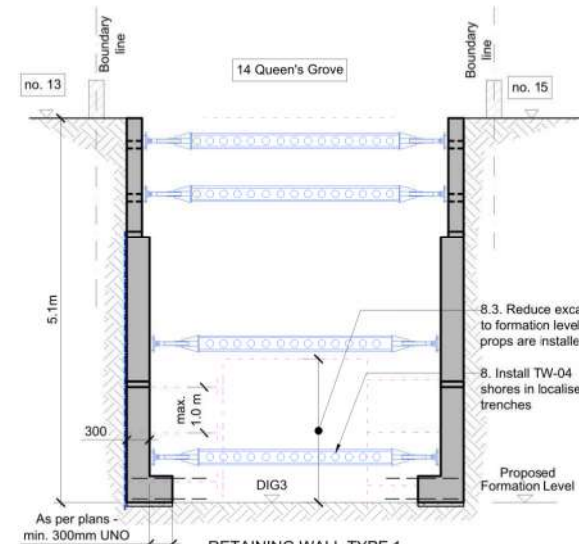 Boundary
line
14 Queen's Grove
Boundary
line
no. 13
no. 15
5.1m
8.3. Reduce exca
to formation level
props are installe
max.
1.0 m
8. Install TW-04
shores in localise
trenches
300
DIG3
Proposed
Formation Level
As per plans -
min. 300mm UNO
RETAINING WALL TYPE 1